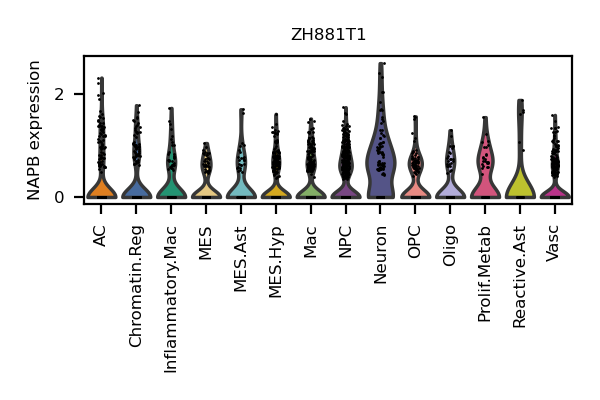 ZH881T1
NAPB expression
2
0
AC
Chromatin.Reg
Inflammatory.Mac
MES
MES.Ast
MES.Hyp
Mac
NPC
Neuron
OPC
Oligo
Prolif.Metab
Reactive.Ast
Vasc